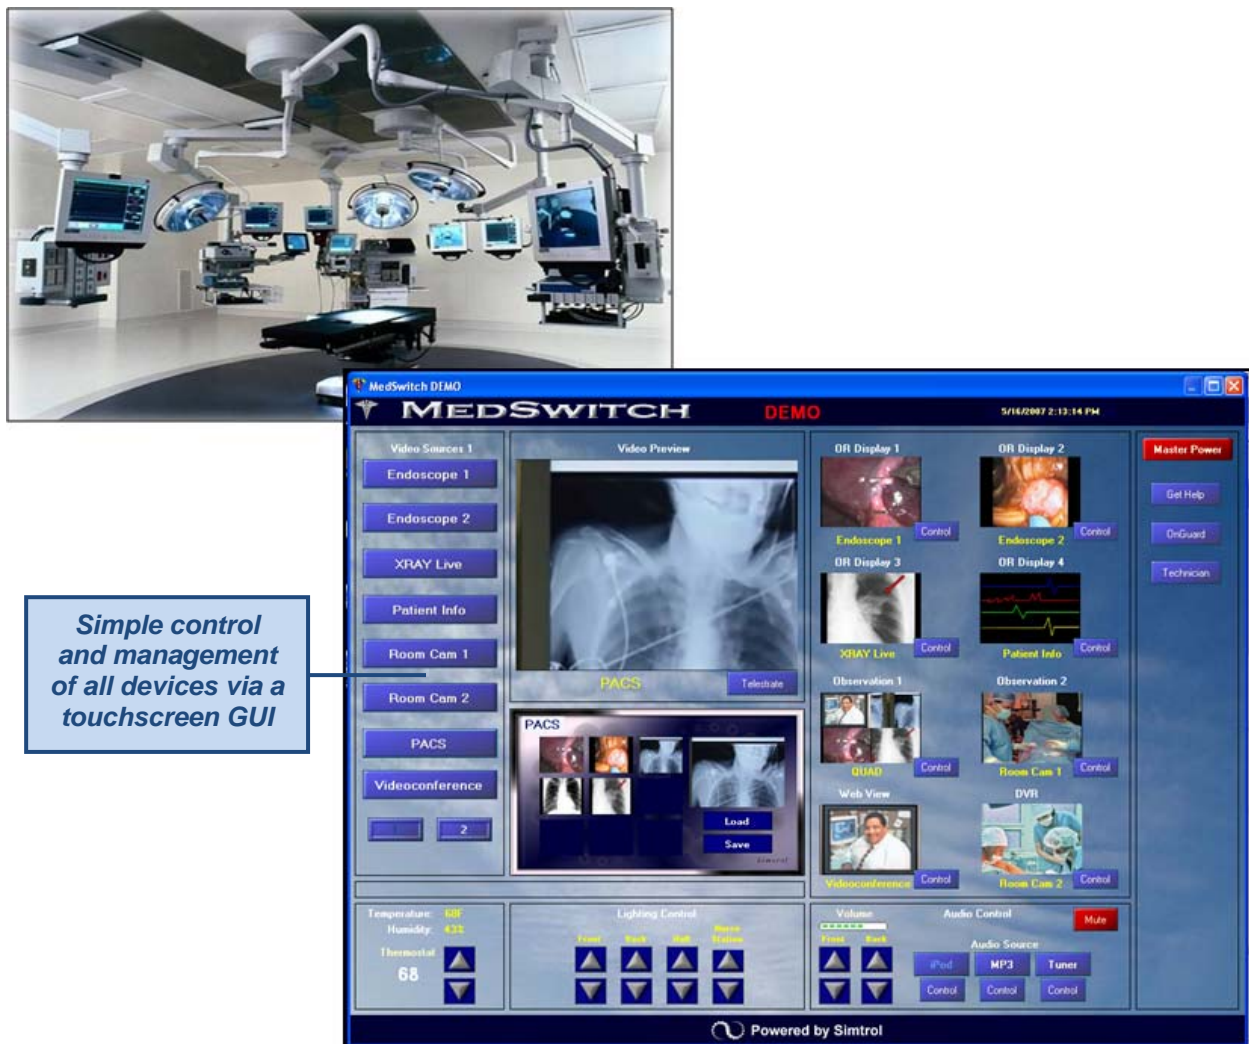 MedSwitch DEMO
MEDSWITCH
DEMO
5/16/2007 2:13:14 PM
Simple control
and management
of all devices via a
touchscreen GUI
Video Sources 1
Endoscope 1
Endoscope 2
XRAY Live
Patient Info
Room Cam 1
Room Cam 2
PACS
Videoconference
1
2
Video Preview
PACS
Telestrate
PACS
Load
Save
Simtrol
OR Display 1
OR Display 2
Endoscope 1
Control
Endoscope 2
Control
OR Display 3
OR Display 4
XRAY Live
Control
Patient Info
Control
Observation 1
Observation 2
QUAD
Control
Room Cam 1
Control
Web View
DVR
Videoconference
Control
Room Cam 2
Control
Master Power
Get Help
OnGuard
Technician
Temperature: 68F
Humidity: 43%
Thermostat
68
Lighting Control
Front
Back
Wall
Nurse
Station
Volume
Audio Control
Mute
Front
Back
Audio Source
iPod
MP3
Tuner
Control
Control
Control
Powered by Simtrol